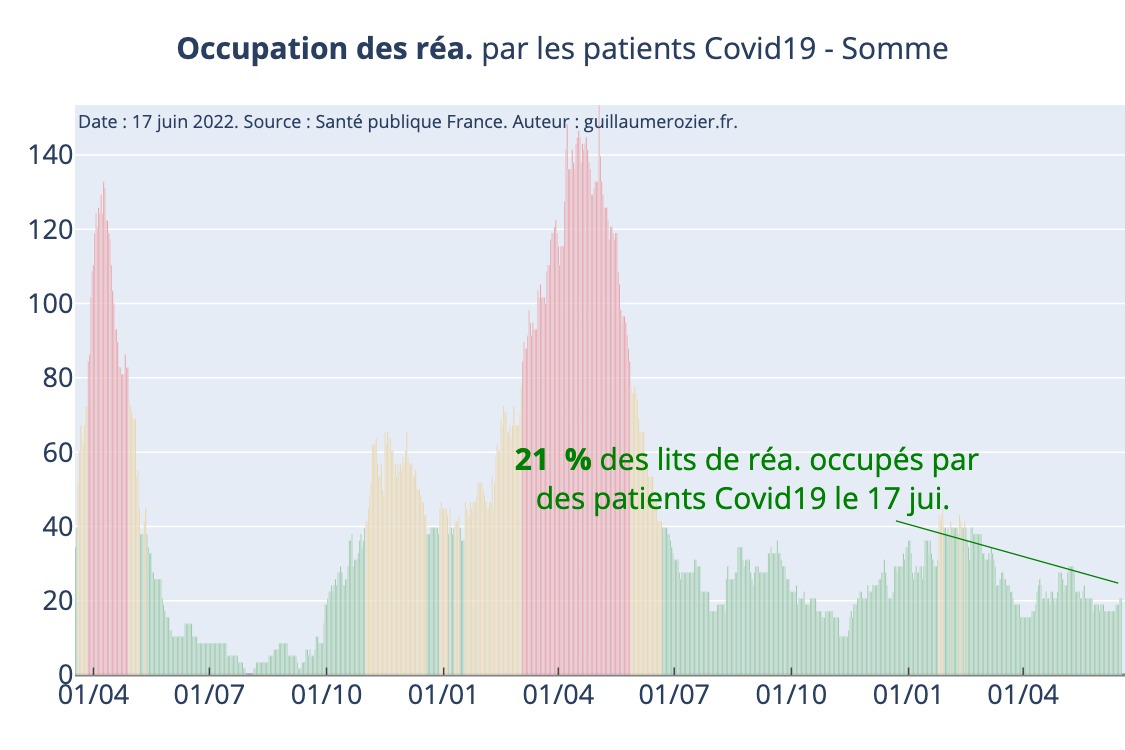 Occupation des réa. par les patients Covid19 - Somme
Date : 17 juin 2022. Source : Santé publique France. Auteur : guillaumerozier.fr.
140
120
100
80
60
40
20
0
21 % des lits de réa. occupés par
des patients Covid19 le 17 jui.
01/04 01/07 01/10 01/01 01/04 01/07 01/10 01/01 01/04